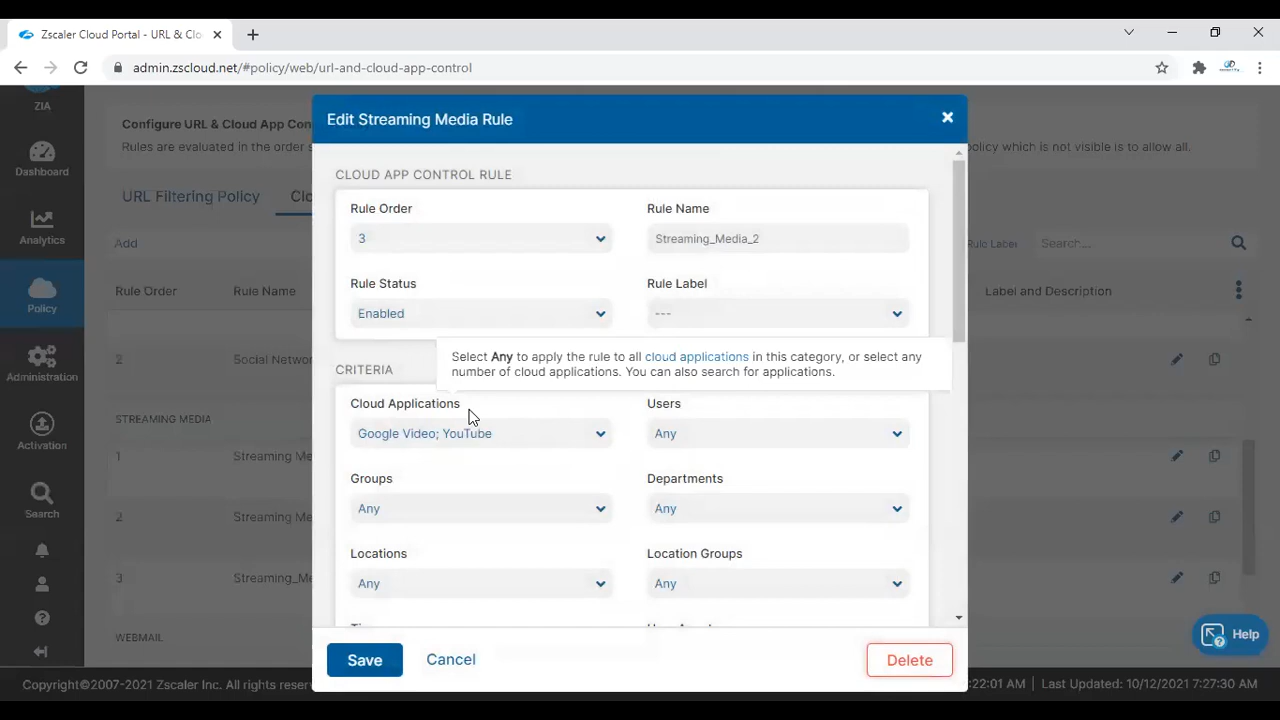 Zscaler Cloud Portal - URL & Clo
admin.zscloud.net/#policy/web/url-and-cloud-app-control
ZIA
Dashboard
Analytics
Policy
Administration
Activation
Search
Configure URL & Cloud App Con
Rules are evaluated in the order s
policy which is not visible is to allow all.
URL Filtering Policy
Clo
Add
Rule Label
Search...
Rule Order
Rule Name
Label and Description
2
Social Networ
STREAMING MEDIA
1
Streaming Me
2
Streaming Me
3
Streaming_Me
WEBMAIL
Edit Streaming Media Rule
CLOUD APP CONTROL RULE
Rule Order
Rule Name
3
Streaming_Media_2
Rule Status
Rule Label
Enabled
---
Select Any to apply the rule to all cloud applications in this category, or select any
number of cloud applications. You can also search for applications.
CRITERIA
Cloud Applications
Users
Google Video; YouTube
Any
Groups
Departments
Any
Any
Locations
Location Groups
Any
Any
Save
Cancel
Delete
Help
Copyright©2007-2021 Zscaler Inc. All rights reserv
7:22:01 AM | Last Updated: 10/12/2021 7:27:30 AM